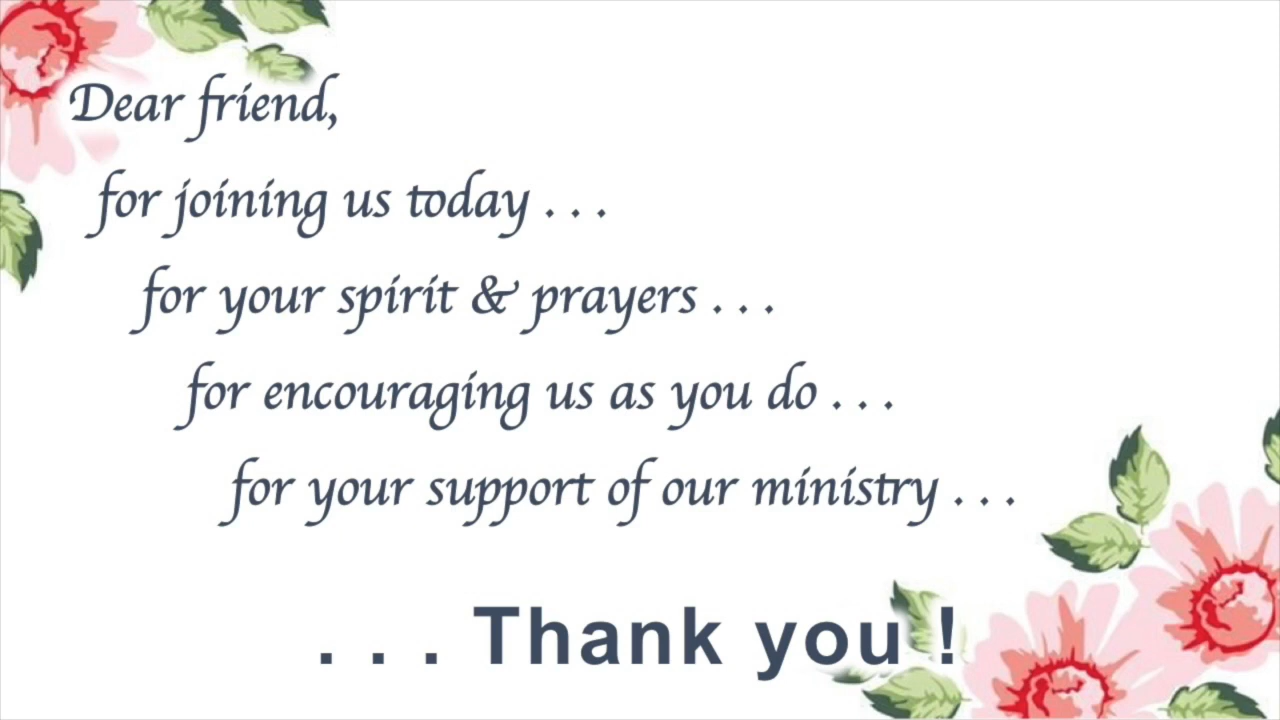 Dear friend,
for joining us today . . .
for your spirit & prayers . . .
for encouraging us as you do . . .
for your support of our ministry . . .
. . . Thank you !